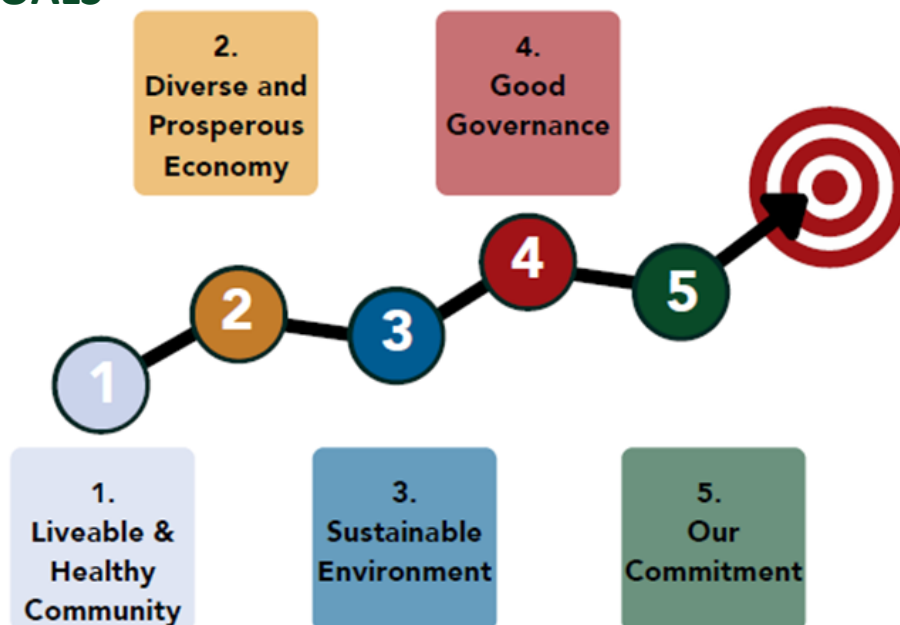 2.
Diverse and
Prosperous
Economy
4.
Good
Governance
1
2
3
4
5
1.
Liveable &
Healthy
Community
3.
Sustainable
Environment
5.
Our
Commitment